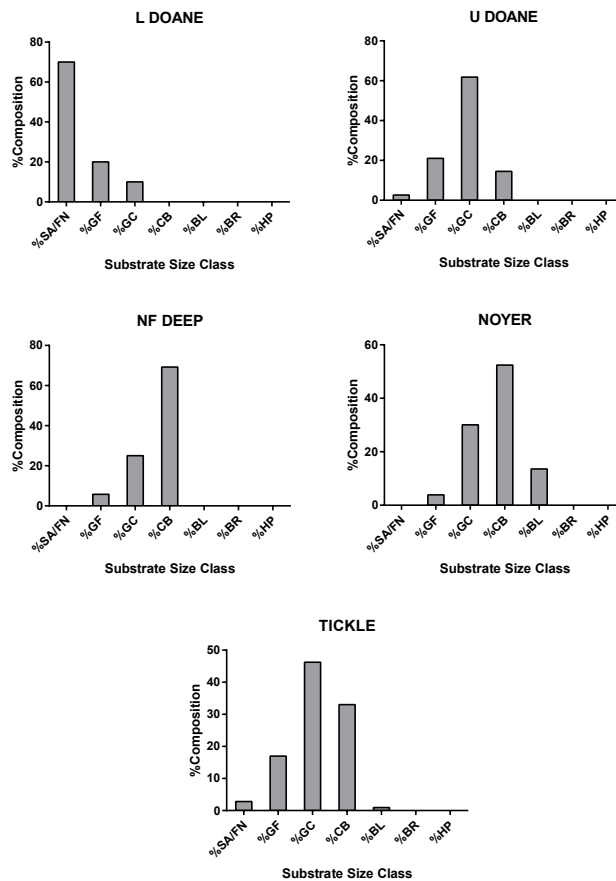 L DOANE
%Composition
80
60
40
20
0
%SA/FN
%GF
%GC
%CB
%BL
%BR
%HP
Substrate Size Class
U DOANE
%Composition
80
60
40
20
0
%SA/FN
%GF
%GC
%CB
%BL
%BR
%HP
Substrate Size Class
NF DEEP
%Composition
80
60
40
20
0
%SA/FN
%GF
%GC
%CB
%BL
%BR
%HP
Substrate Size Class
NOYER
%Composition
60
40
20
0
%SA/FN
%GF
%GC
%CB
%BL
%BR
%HP
Substrate Size Class
TICKLE
%Composition
50
40
30
20
10
0
%SA/FN
%GF
%GC
%CB
%BL
%BR
%HP
Substrate Size Class